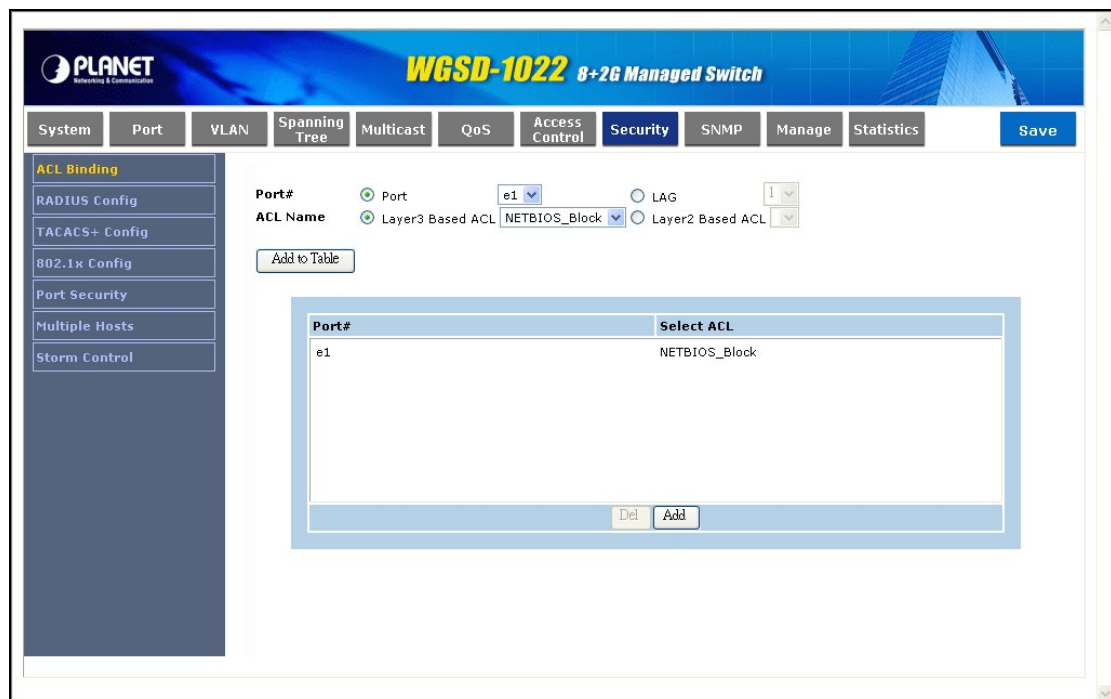 PLANET
Networking & Communication
WGSD-1022 8+2G Managed Switch
System Port VLAN Spanning Tree Multicast QoS Access Control Security SNMP Manage Statistics Save
ACL Binding
RADIUS Config
TACACS+ Config
802.1x Config
Port Security
Multiple Hosts
Storm Control
Port# Port e1 LAG 1
ACL Name Layer3 Based ACL NETBIOS_Block Layer2 Based ACL
Add to Table
Port# Select ACL
e1 NETBIOS_Block
Del Add